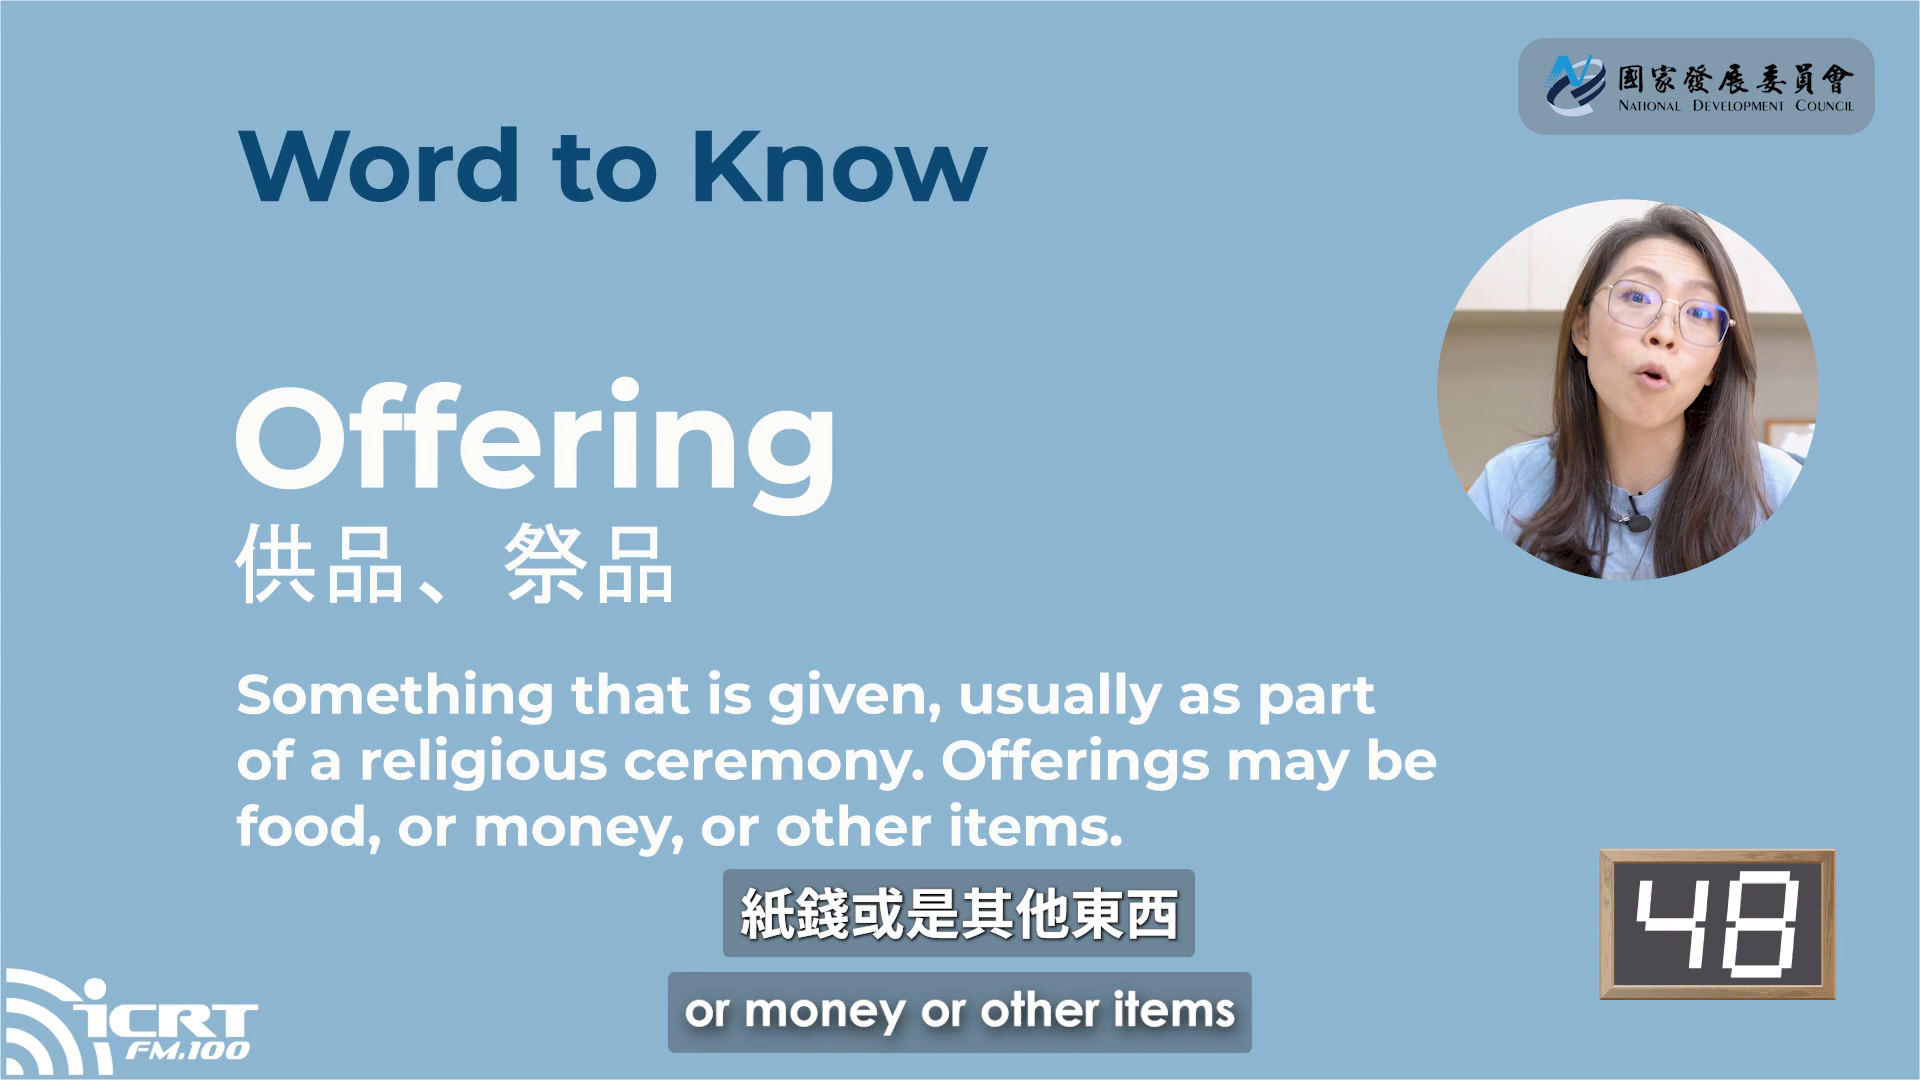 國家發展委員會
NATIONAL DEVELOPMENT COUNCIL
Word to Know
Offering
供品、祭品
Something that is given, usually as part
of a religious ceremony. Offerings may be
food, or money, or other items.
紙錢或是其他東西
or money or other items
48
iCRT
FM.100